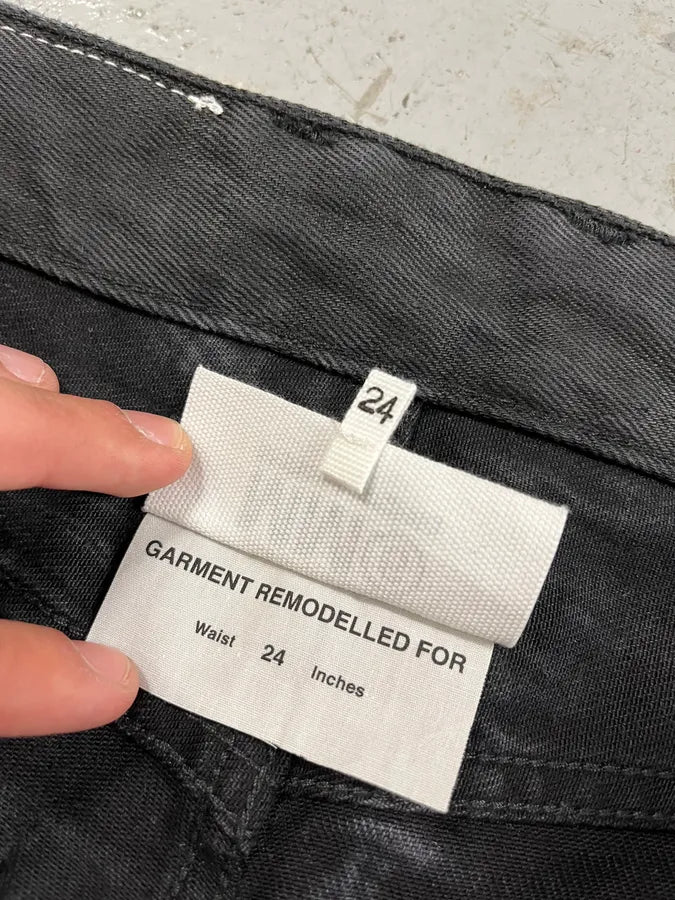 24
GARMENT REMODELLED FOR
Waist 24 Inches